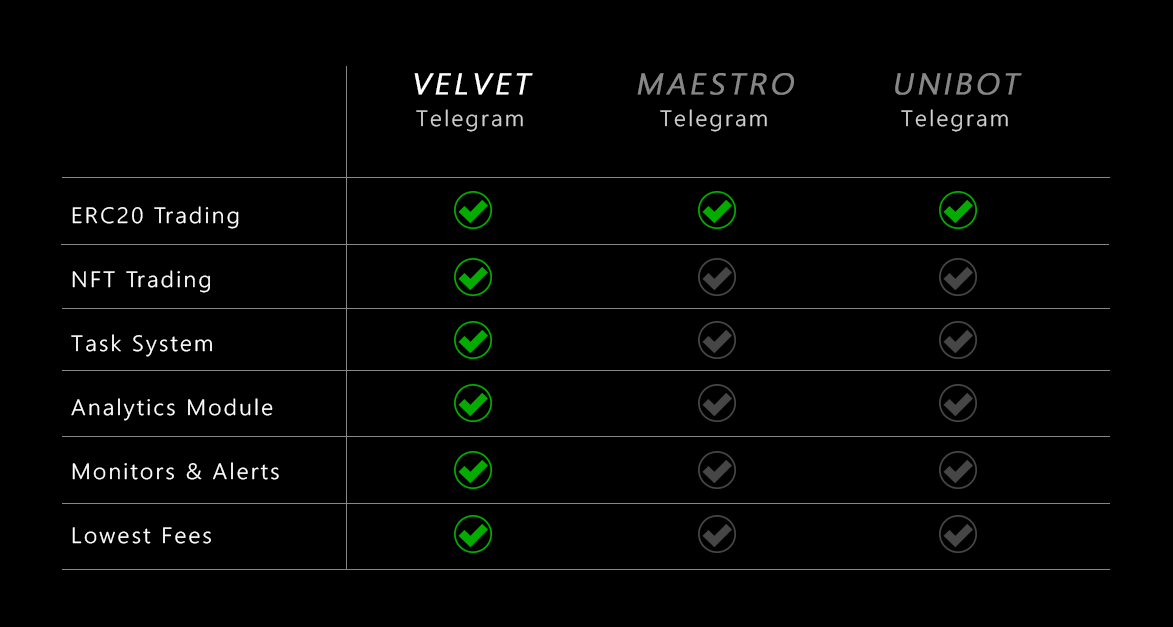 VELVET MAESTRO UNIBOT
Telegram Telegram Telegram
ERC20 Trading
NFT Trading
Task System
Analytics Module
Monitors & Alerts
Lowest Fees